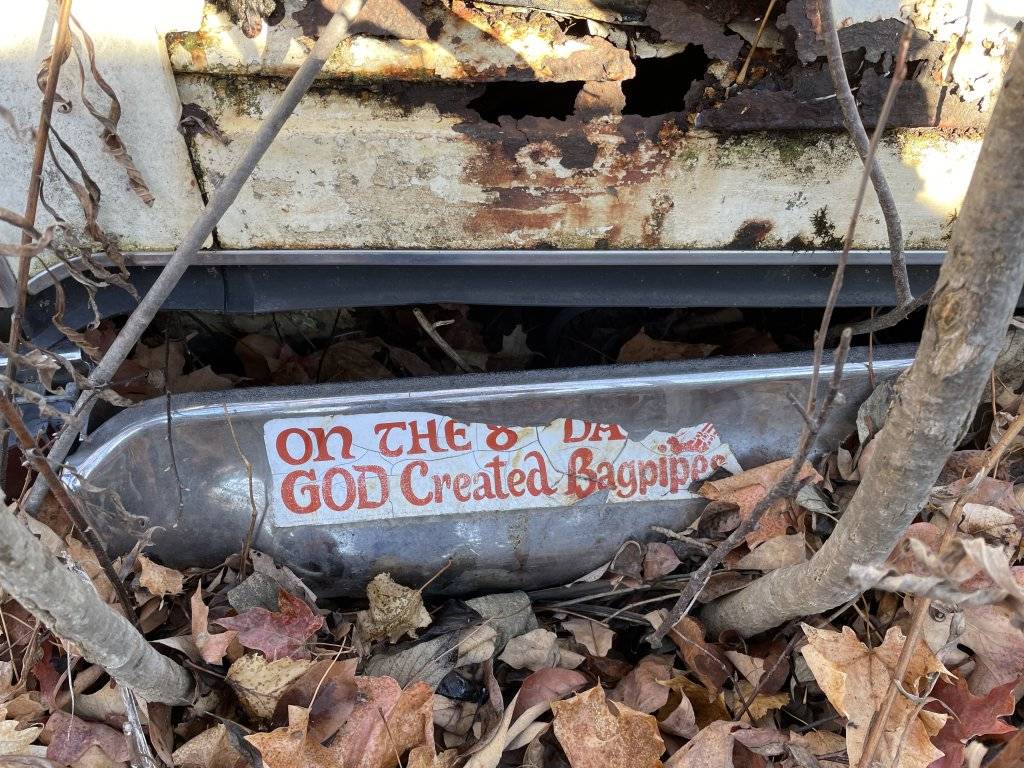 On THE 8 DA
GOD Created Bagpipes